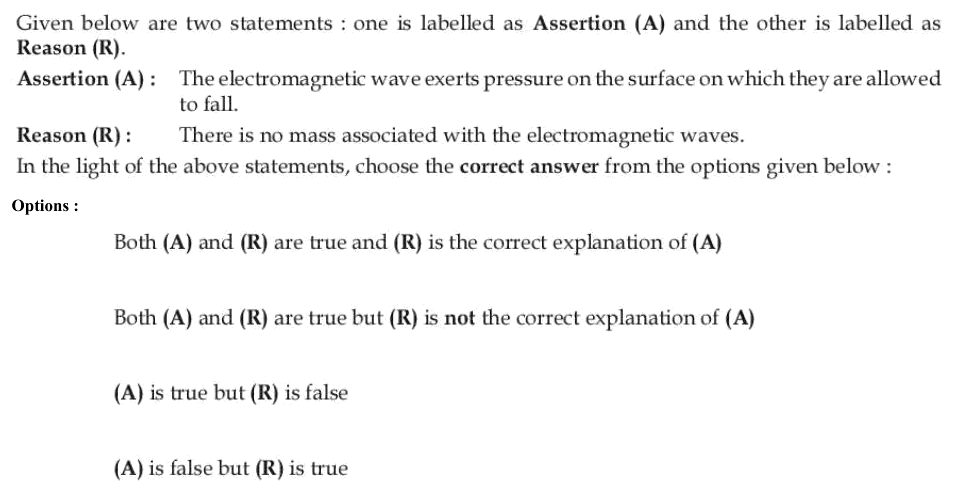 Given below are two statements : one is labelled as Assertion (A) and the other is labelled as
Reason (R).
Assertion (A) : The electromagnetic wave exerts pressure on the surface on which they are allowed
to fall.
Reason (R) : There is no mass associated with the electromagnetic waves.
In the light of the above statements, choose the correct answer from the options given below :
Options :
Both (A) and (R) are true and (R) is the correct explanation of (A)
Both (A) and (R) are true but (R) is not the correct explanation of (A)
(A) is true but (R) is false
(A) is false but (R) is true